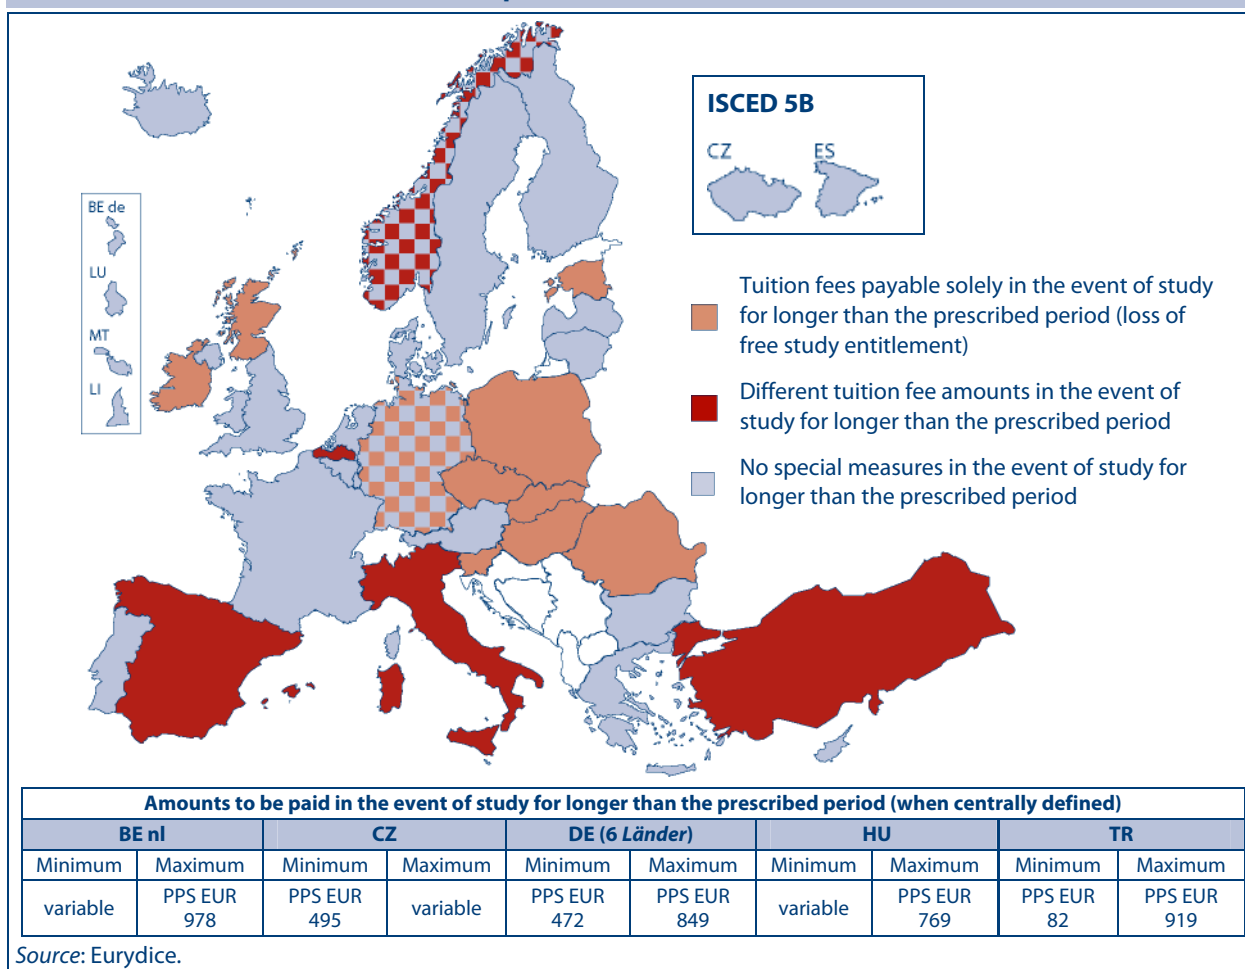 ISCED 5B
CZ
ES
BE de
LU
MT
LI
Tuition fees payable solely in the event of study
for longer than the prescribed period (loss of
free study entitlement)
Different tuition fee amounts in the event of
study for longer than the prescribed period
No special measures in the event of study for
longer than the prescribed period
Amounts to be paid in the event of study for longer than the prescribed period (when centrally defined)
BE nl CZ DE (6 Länder) HU TR
Minimum Maximum Minimum Maximum Minimum Maximum Minimum Maximum Minimum Maximum
variable PPS EUR 978 PPS EUR 495 variable PPS EUR 472 PPS EUR 849 variable PPS EUR 769 PPS EUR 82 PPS EUR 919
Source: Eurydice.